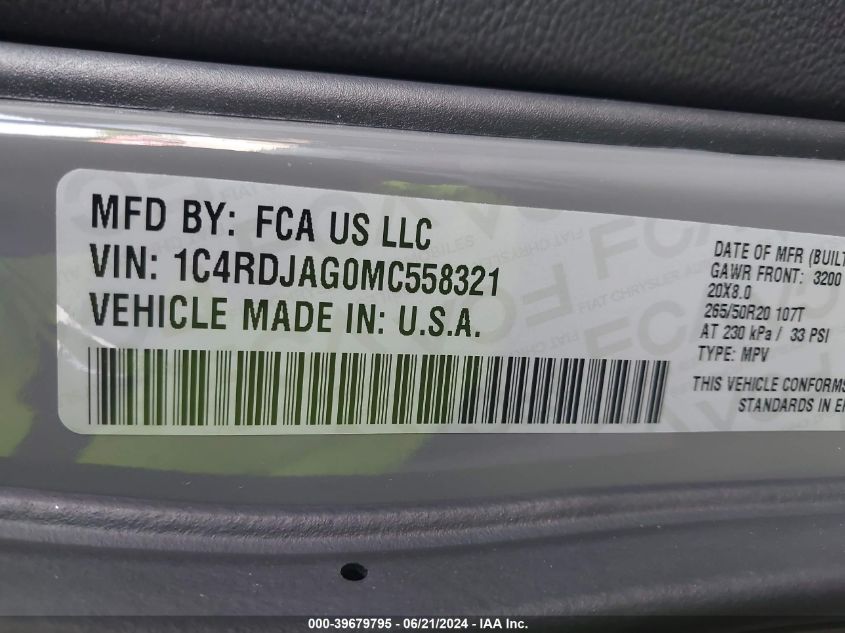 MFD BY: FCA US LLC
VIN: 1C4RDJAG0MC558321
VEHICLE MADE IN: U.S.A.
DATE OF MFR (BUILT
GAWR FRONT: 3200
20X8.0
265/50R20 107T
AT 230 kPa / 33 PSI
TYPE: MPV
THIS VEHICLE CONFORMS
STANDARDS IN
000-39679795 - 06/21/2024 - IAA Inc.